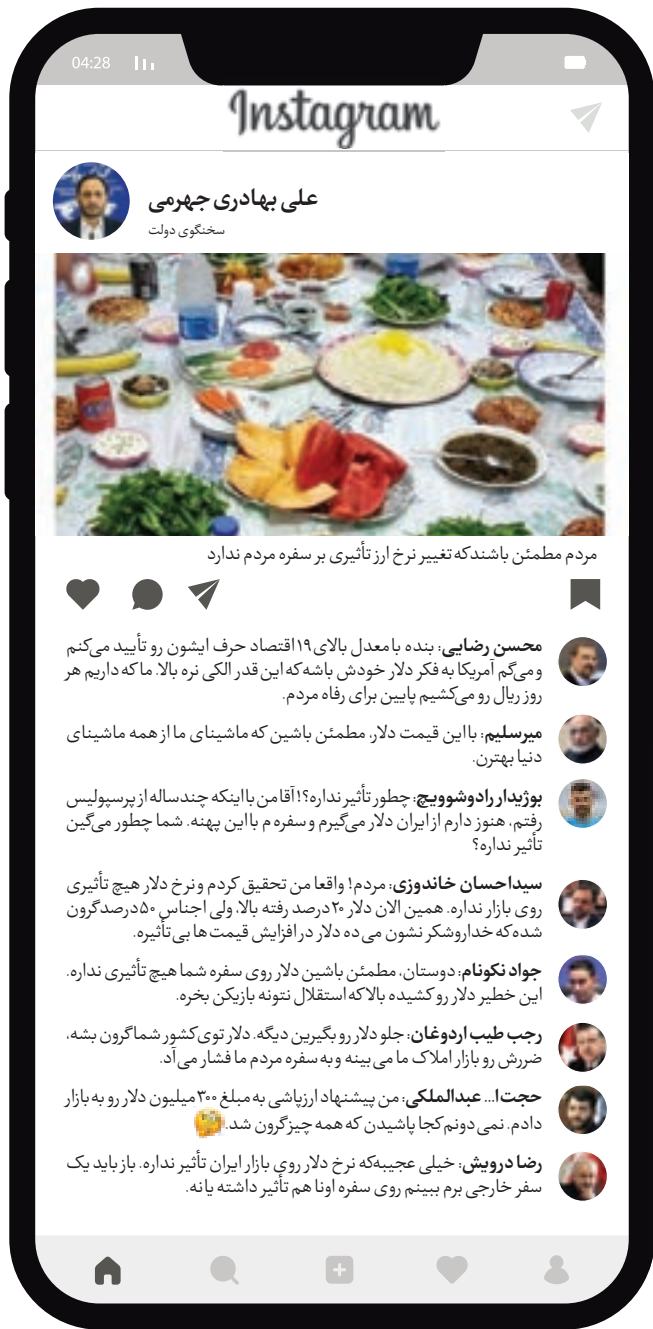 04:28
Instagram
علی بهادری جهرمی
سخنگوی دولت
مردم مطمئن باشند که تغییر نرخ ارز تأثیری بر سفره مردم ندارد
محسن رضایی: بنده با معدل بالای ۱۹ اقتصاد حرف ایشون رو تأیید می‌کنم
و می‌گم آمریکا به فکر دلار خودش باشه که این قدر الکی نره بالا. ما که داریم هر
روز ریال رو می‌کشیم پایین برای رفاه مردم.
میرسلیم: با این قیمت دلار، مطمئن باشین که ماشینای ما از همه ماشینای
دنیا بهترن.
بوژیدار رادوشوویچ: چطور تأثیر نداره؟! آقا من با اینکه چند ساله از پرسپولیس
رفتم، هنوز دارم از ایران دلار می‌گیرم و سفره م با این پهنه. شما چطور می‌گین
تأثیر نداره؟
سیداحسان خاندوزی: مردم! واقعا من تحقیق کردم و نرخ دلار هیچ تأثیری
روی بازار نداره. همین الان دلار ۲۰ درصد رفته بالا، ولی اجناس ۵۰ درصد گرون
شده که خدارو شکر نشون می ده دلار در افزایش قیمت ها بی تأثیره.
جواد نکونام: دوستان، مطمئن باشین دلار روی سفره شما هیچ تأثیری نداره.
این خطیر دلار رو کشیده بالا که استقلال نتونه بازیکن بخره.
رجب طیب اردوغان: جلو دلار رو بگیرین دیگه. دلار توی کشور شما گرون بشه،
ضررش رو بازار املاک ما می بینه و به سفره مردم ما فشار می آد.
حجت‌ا... عبدالملکی: من پیشنهاد ارزپاشی به مبلغ ۳۰۰ میلیون دلار رو به بازار
دادم. نمی دونم کجا پاشیدن که همه چیز گرون شد. 🤔
رضا درویش: خیلی عجیبه که نرخ دلار روی بازار ایران تأثیر نداره. باز باید یک
سفر خارجی برم ببینم روی سفره اونا هم تأثیر داشته یا نه.